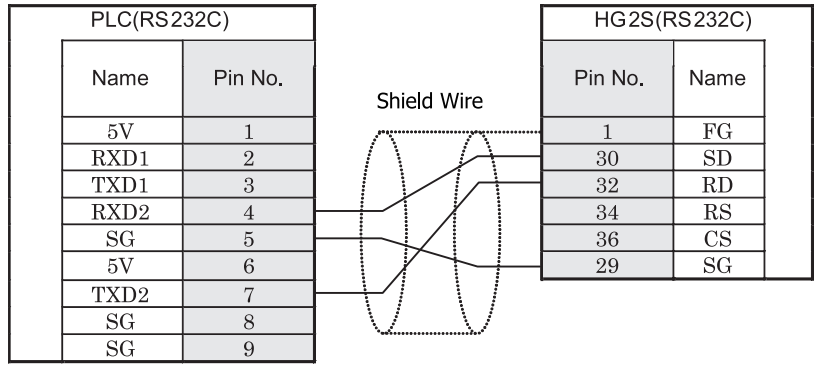 PLC(RS232C)
Name Pin No.
5V 1
RXD1 2
TXD1 3
RXD2 4
SG 5
5V 6
TXD2 7
SG 8
SG 9
Shield Wire
HG2S(RS232C)
Pin No. Name
1 FG
30 SD
32 RD
34 RS
36 CS
29 SG